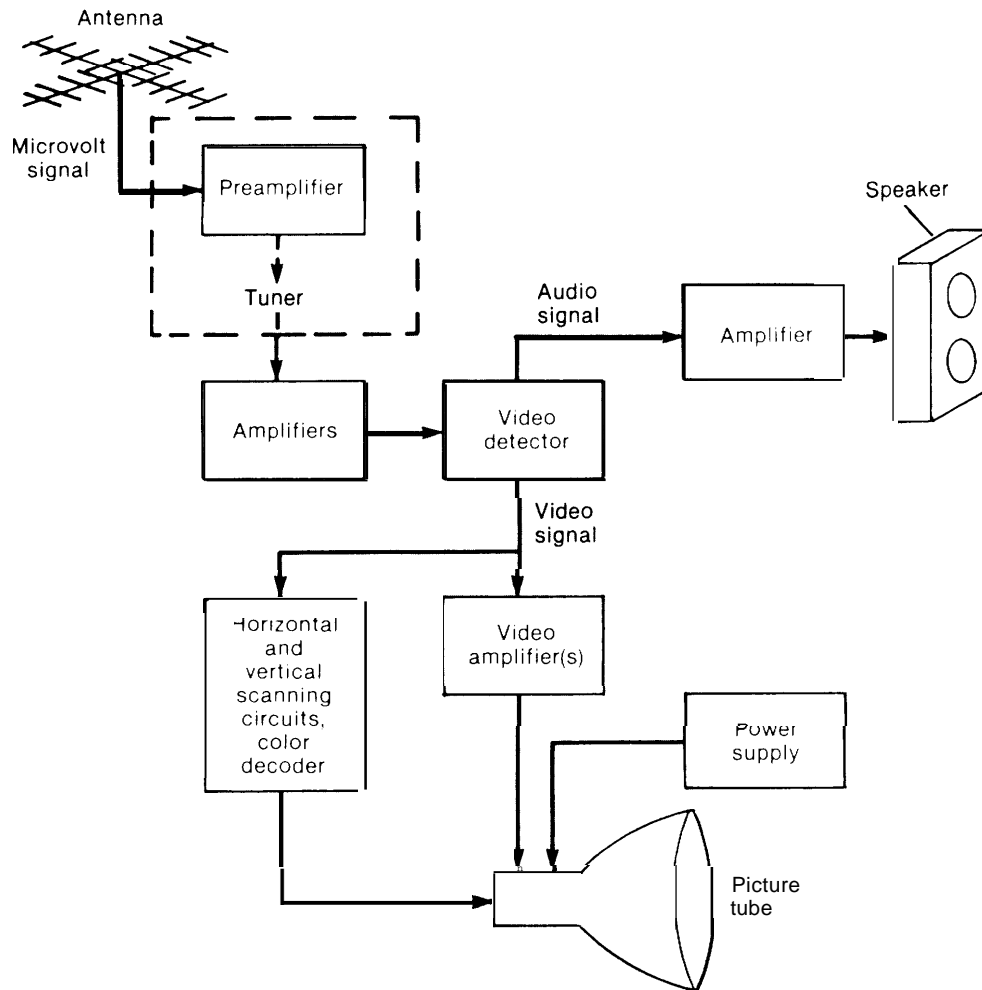 Antenna
Microvolt
signal
Preamplifier
Tuner
Speaker
Audio
signal
Amplifier
Amplifiers
Video
detector
Video
signal
Horizontal
and
vertical
scanning
circuits,
color
decoder
Video
amplifier(s)
Power
supply
Picture
tube